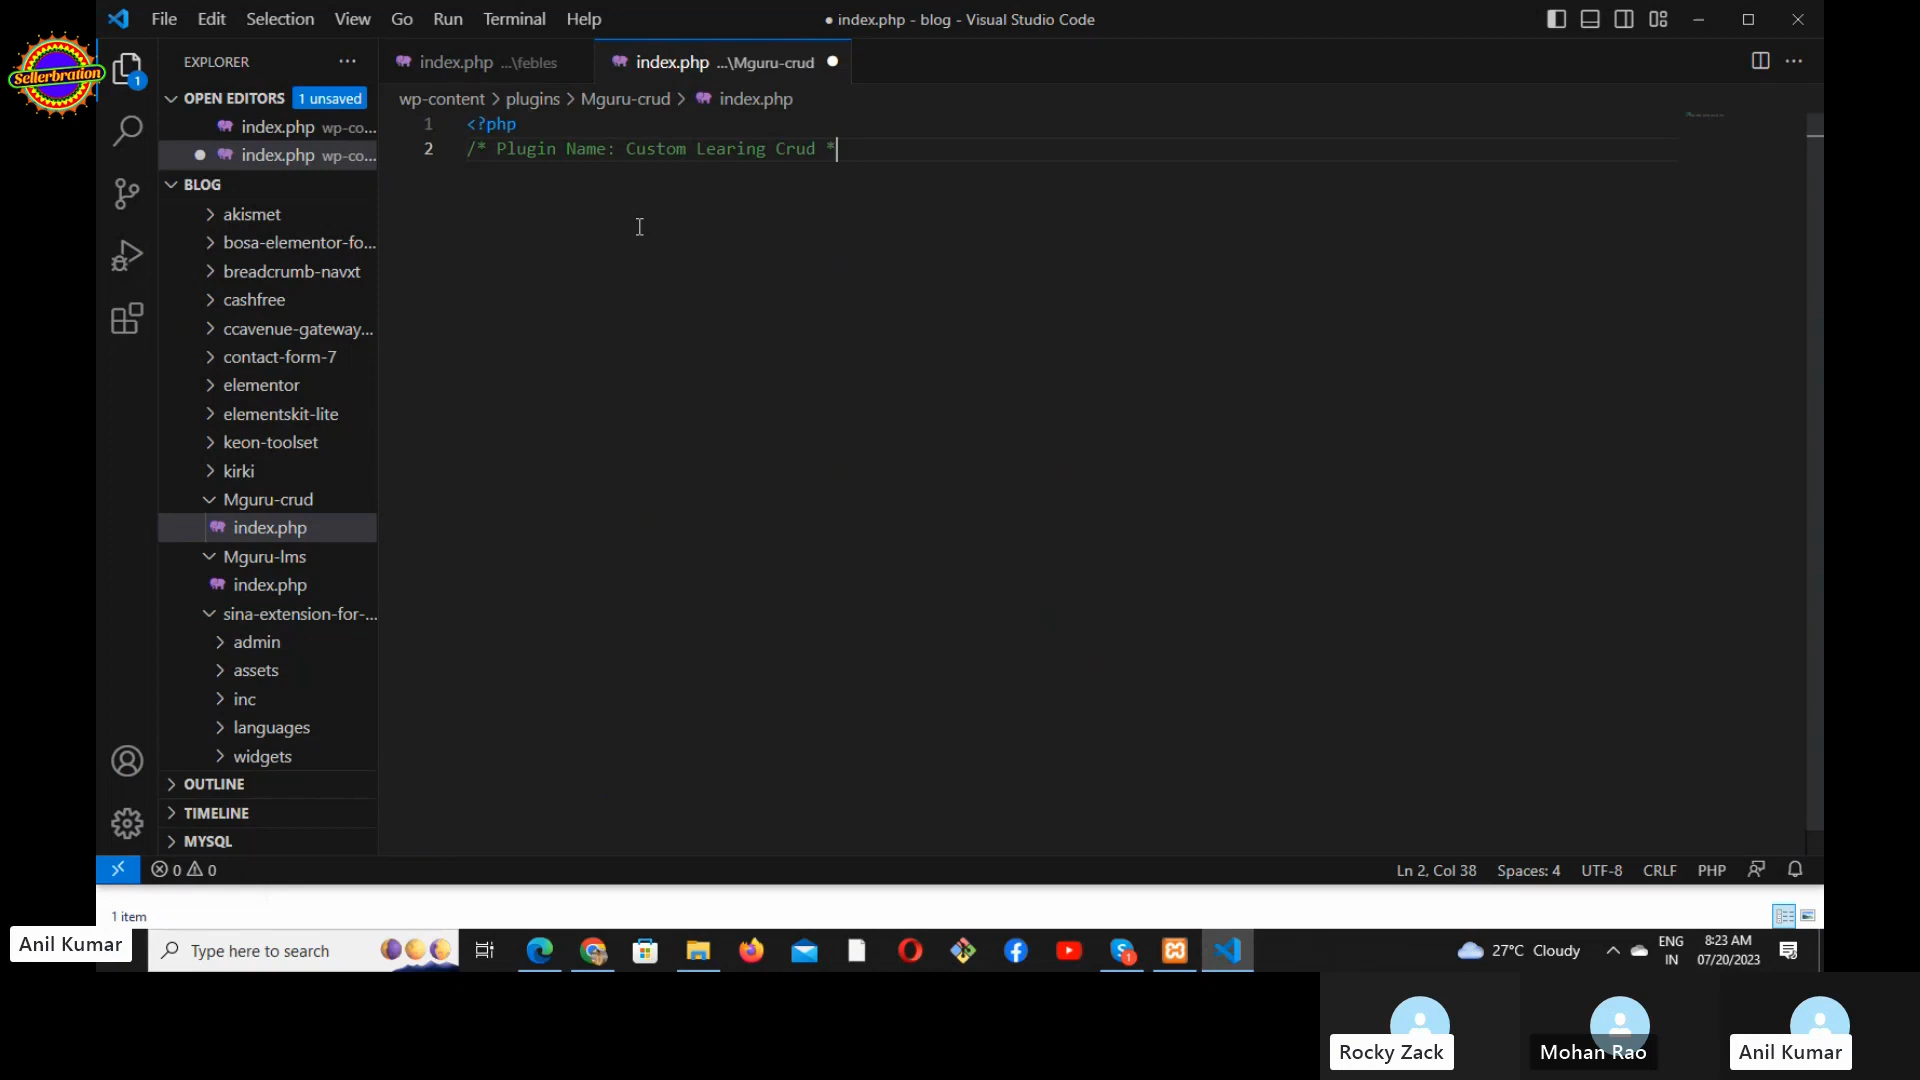 Sellerbration
File Edit Selection View Go Run Terminal Help
● index.php - blog - Visual Studio Code
EXPLORER
index.php ...\febles
index.php ...\Mguru-crud
OPEN EDITORS 1 unsaved
index.php wp-co...
index.php wp-co...
wp-content > plugins > Mguru-crud > index.php
1 <?php
2 /* Plugin Name: Custom Learing Crud *
BLOG
akismet
bosa-elementor-fo...
breadcrumb-navxt
cashfree
ccavenue-gateway...
contact-form-7
elementor
elementskit-lite
keon-toolset
kirki
Mguru-crud
index.php
Mguru-lms
index.php
sina-extension-for-...
admin
assets
inc
languages
widgets
OUTLINE
TIMELINE
MYSQL
0 0
Ln 2, Col 38 Spaces: 4 UTF-8 CRLF PHP
1 item
Anil Kumar
Type here to search
27°C Cloudy
ENG
IN
8:23 AM
07/20/2023
Rocky Zack
Mohan Rao
Anil Kumar